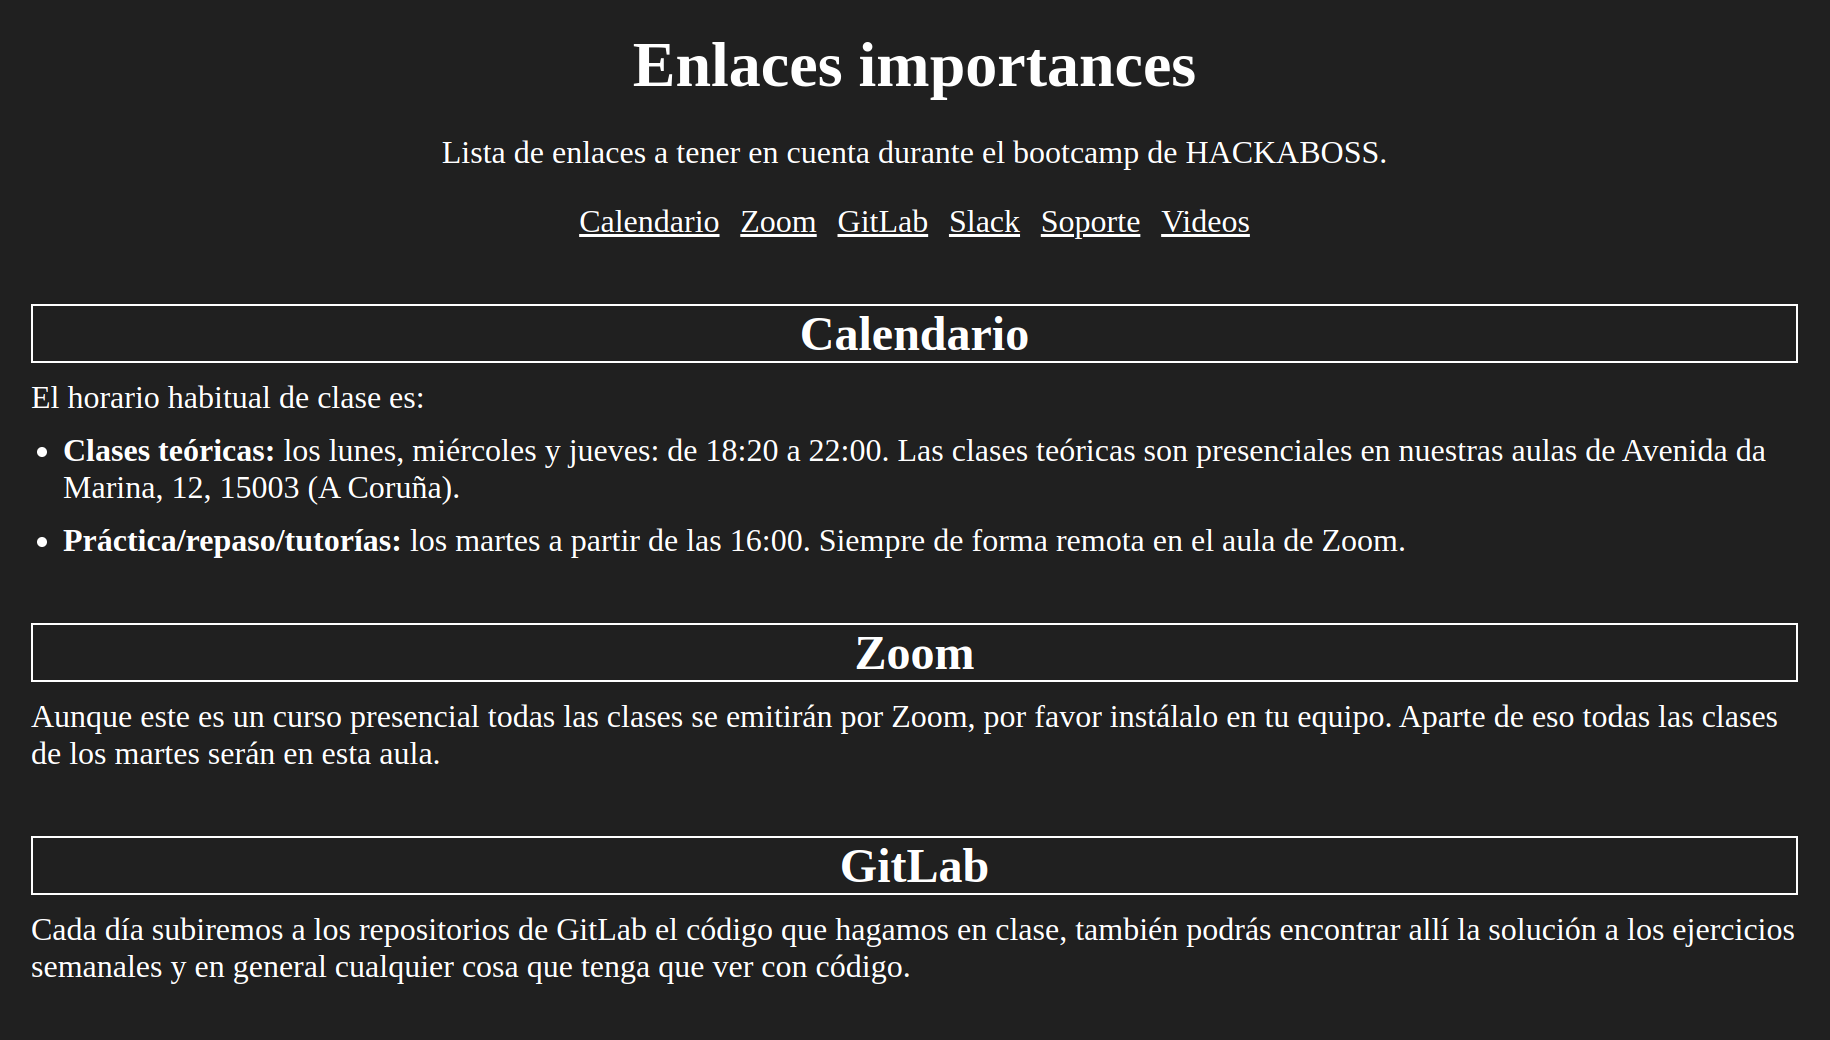 Enlaces importances
Lista de enlaces a tener en cuenta durante el bootcamp de HACKABOSS.
Calendario Zoom GitLab Slack Soporte Videos
Calendario
El horario habitual de clase es:
• Clases teóricas: los lunes, miércoles y jueves: de 18:20 a 22:00. Las clases teóricas son presenciales en nuestras aulas de Avenida da
Marina, 12, 15003 (A Coruña).
• Práctica/repaso/tutorías: los martes a partir de las 16:00. Siempre de forma remota en el aula de Zoom.
Zoom
Aunque este es un curso presencial todas las clases se emitirán por Zoom, por favor instálalo en tu equipo. Aparte de eso todas las clases
de los martes serán en esta aula.
GitLab
Cada día subiremos a los repositorios de GitLab el código que hagamos en clase, también podrás encontrar allí la solución a los ejercicios
semanales y en general cualquier cosa que tenga que ver con código.